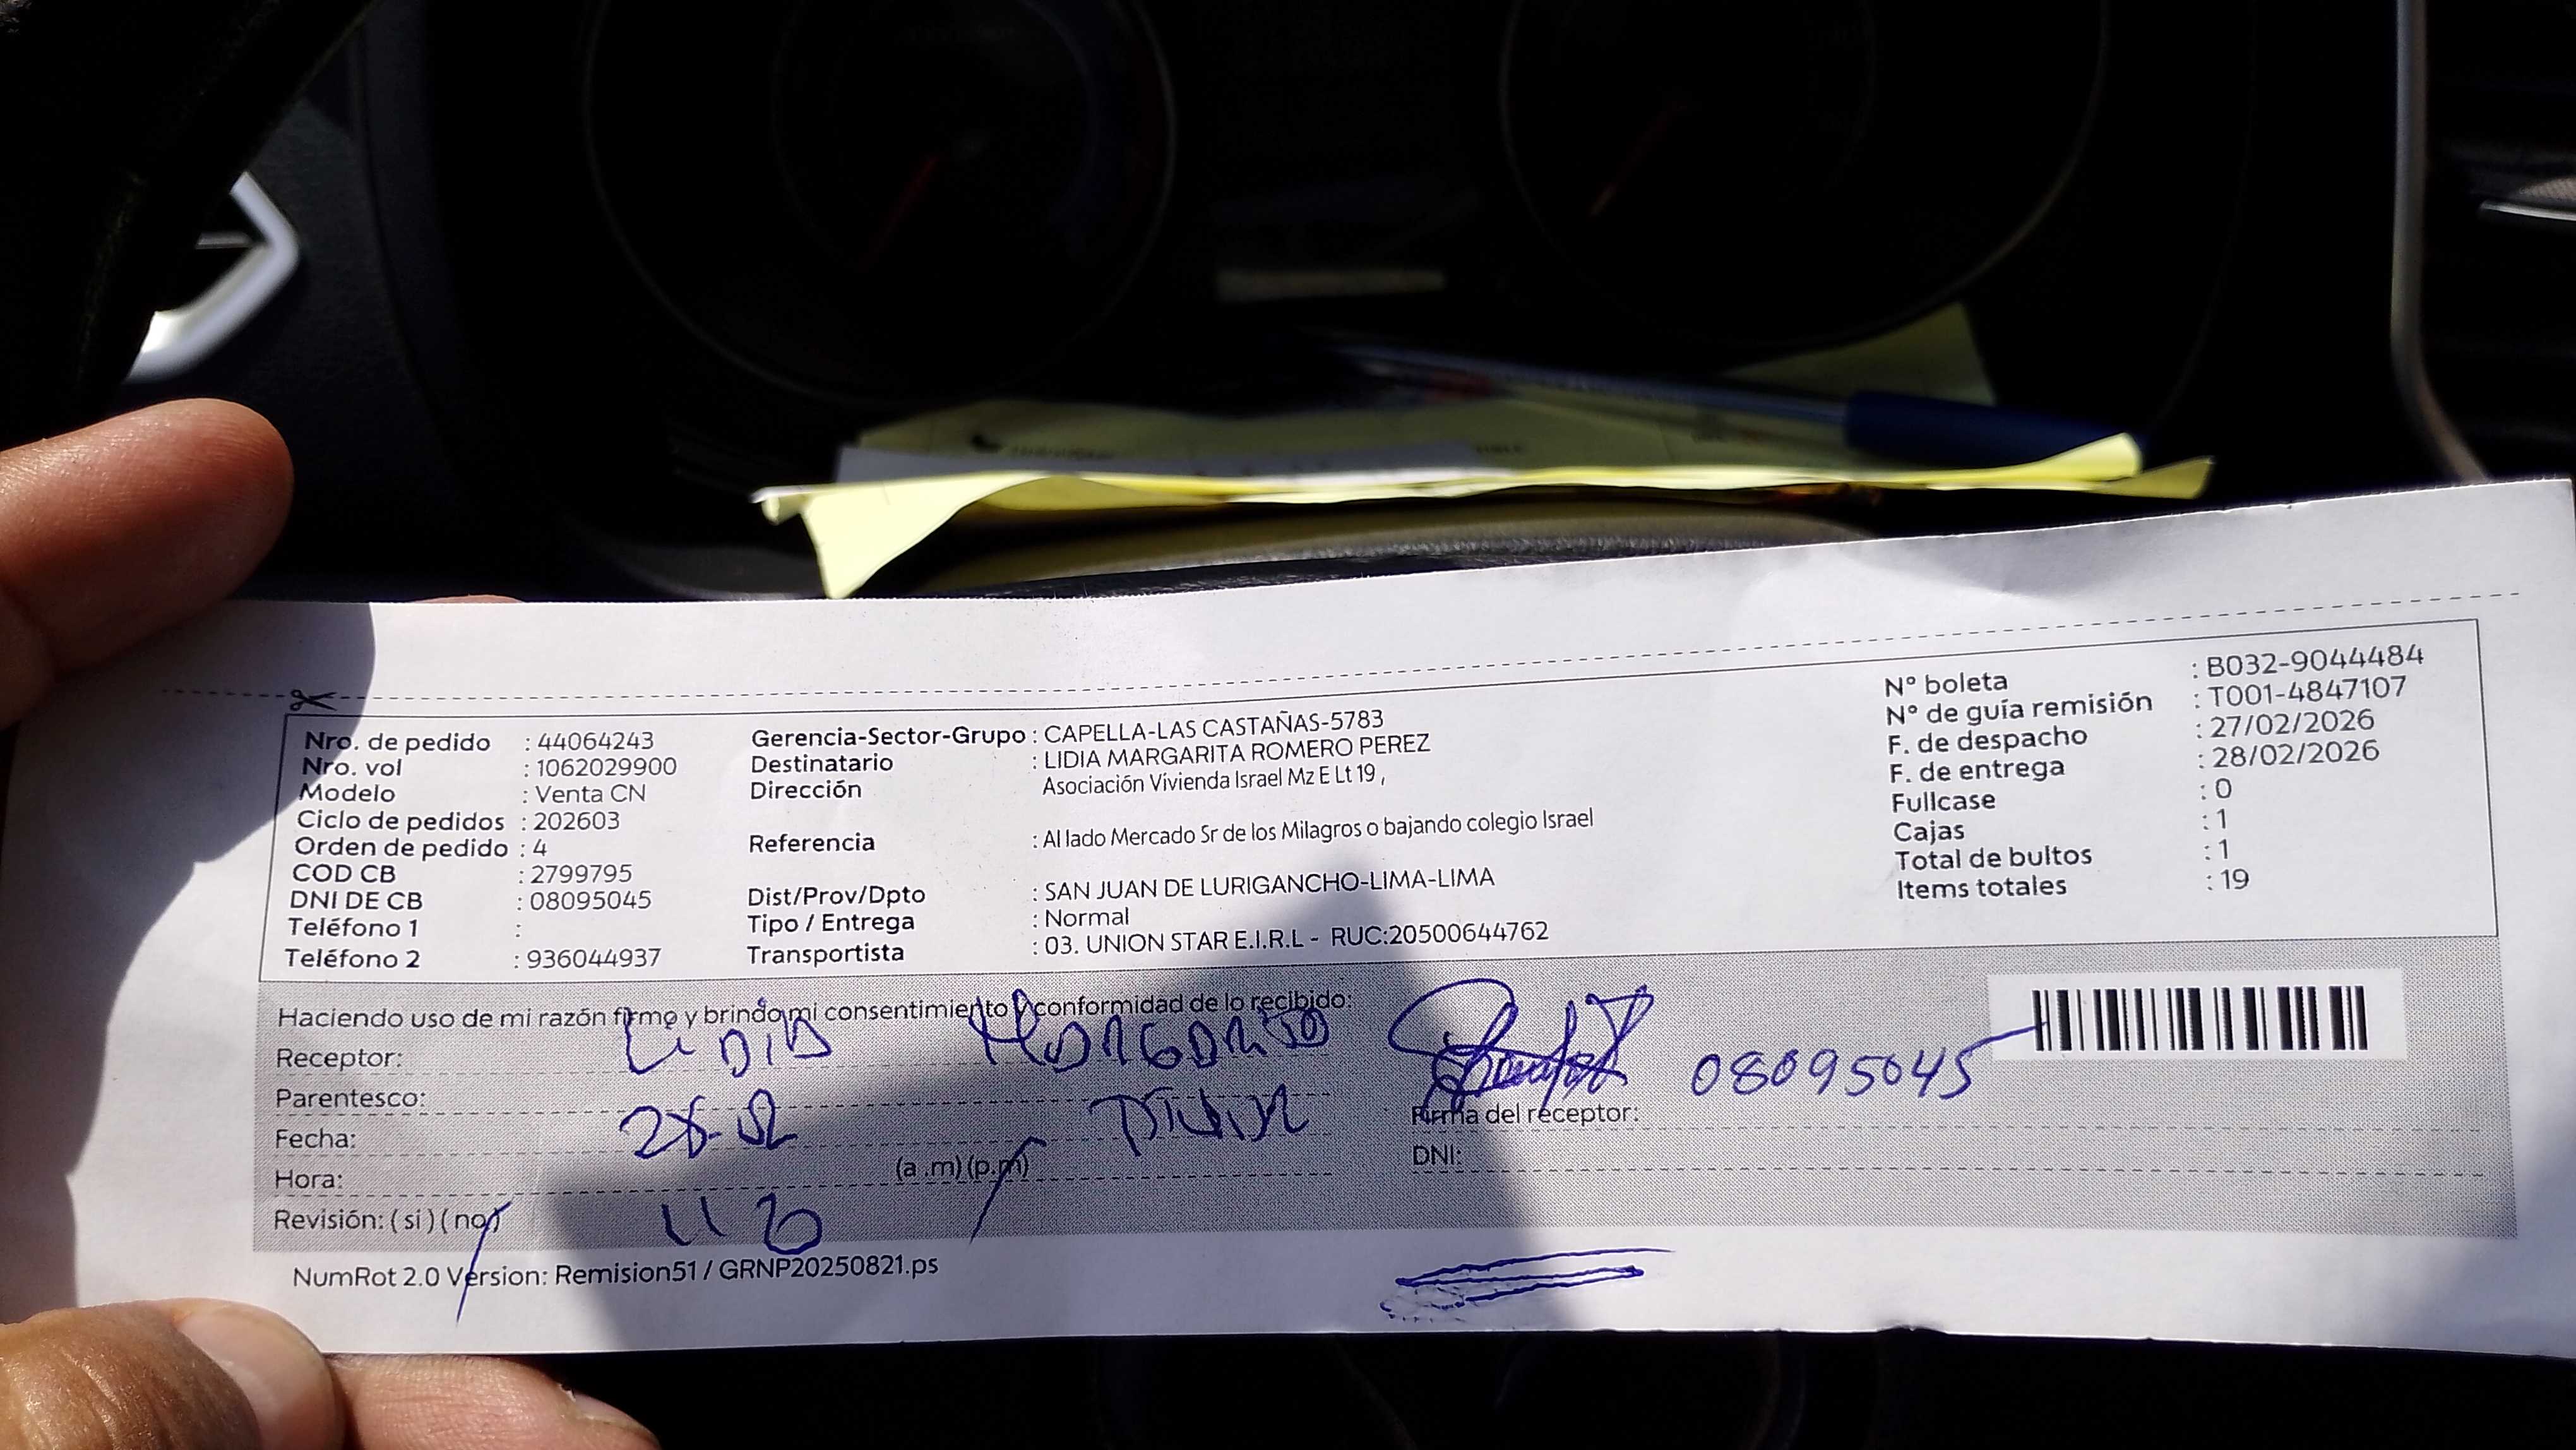 Nro. de pedido : 44064243
Nro. vol : 1062029900
Modelo : Venta CN
Ciclo de pedidos : 202603
Orden de pedido : 4
COD CB : 2799795
DNI DE CB : 08095045
Teléfono 1 :
Teléfono 2 : 936044937
Gerencia-Sector-Grupo : CAPELLA-LAS CASTAÑAS-5783
Destinatario : LIDIA MARGARITA ROMERO PEREZ
Dirección Asociación Vivienda Israel Mz E Lt 19 ,
Referencia : Al lado Mercado Sr de los Milagros o bajando colegio Israel
Dist/Prov/Dpto : SAN JUAN DE LURIGANCHO-LIMA-LIMA
Tipo / Entrega : Normal
Transportista : 03. UNION STAR E.I.R.L - RUC:20500644762
N° boleta : B032-9044484
N° de guía remisión : T001-4847107
F. de despacho : 27/02/2026
F. de entrega : 28/02/2026
Fullcase : 0
Cajas : 1
Total de bultos : 1
Items totales : 19
Haciendo uso de mi razón firmo y brindo mi consentimiento y conformidad de lo recibido:
Receptor: LIDIA
Parentesco:
Fecha: 28-02
Hora: (a.m) (p.m)
Revisión: ( si ) ( no )
08095045
Firma del receptor:
DNI:
NumRot 2.0 Version: Remision51 / GRNP20250821.ps